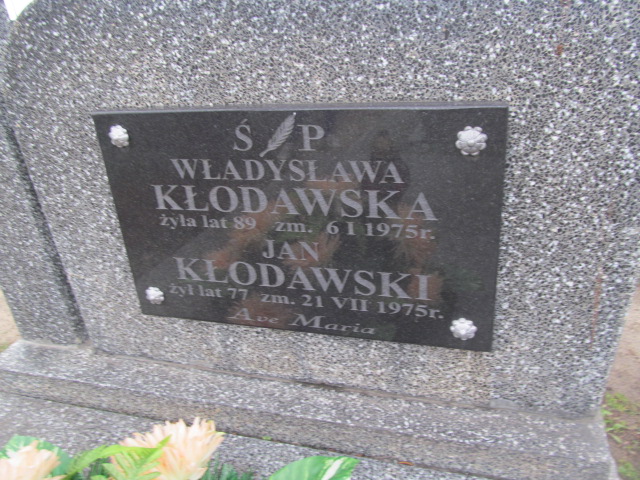 Ś P
WŁADYSŁAWA
KŁODAWSKA
żyła lat 89 zm. 6 I 1975r.
JAN
KŁODAWSKI
żył lat 77 zm. 21 VII 1975r.
Ave Maria